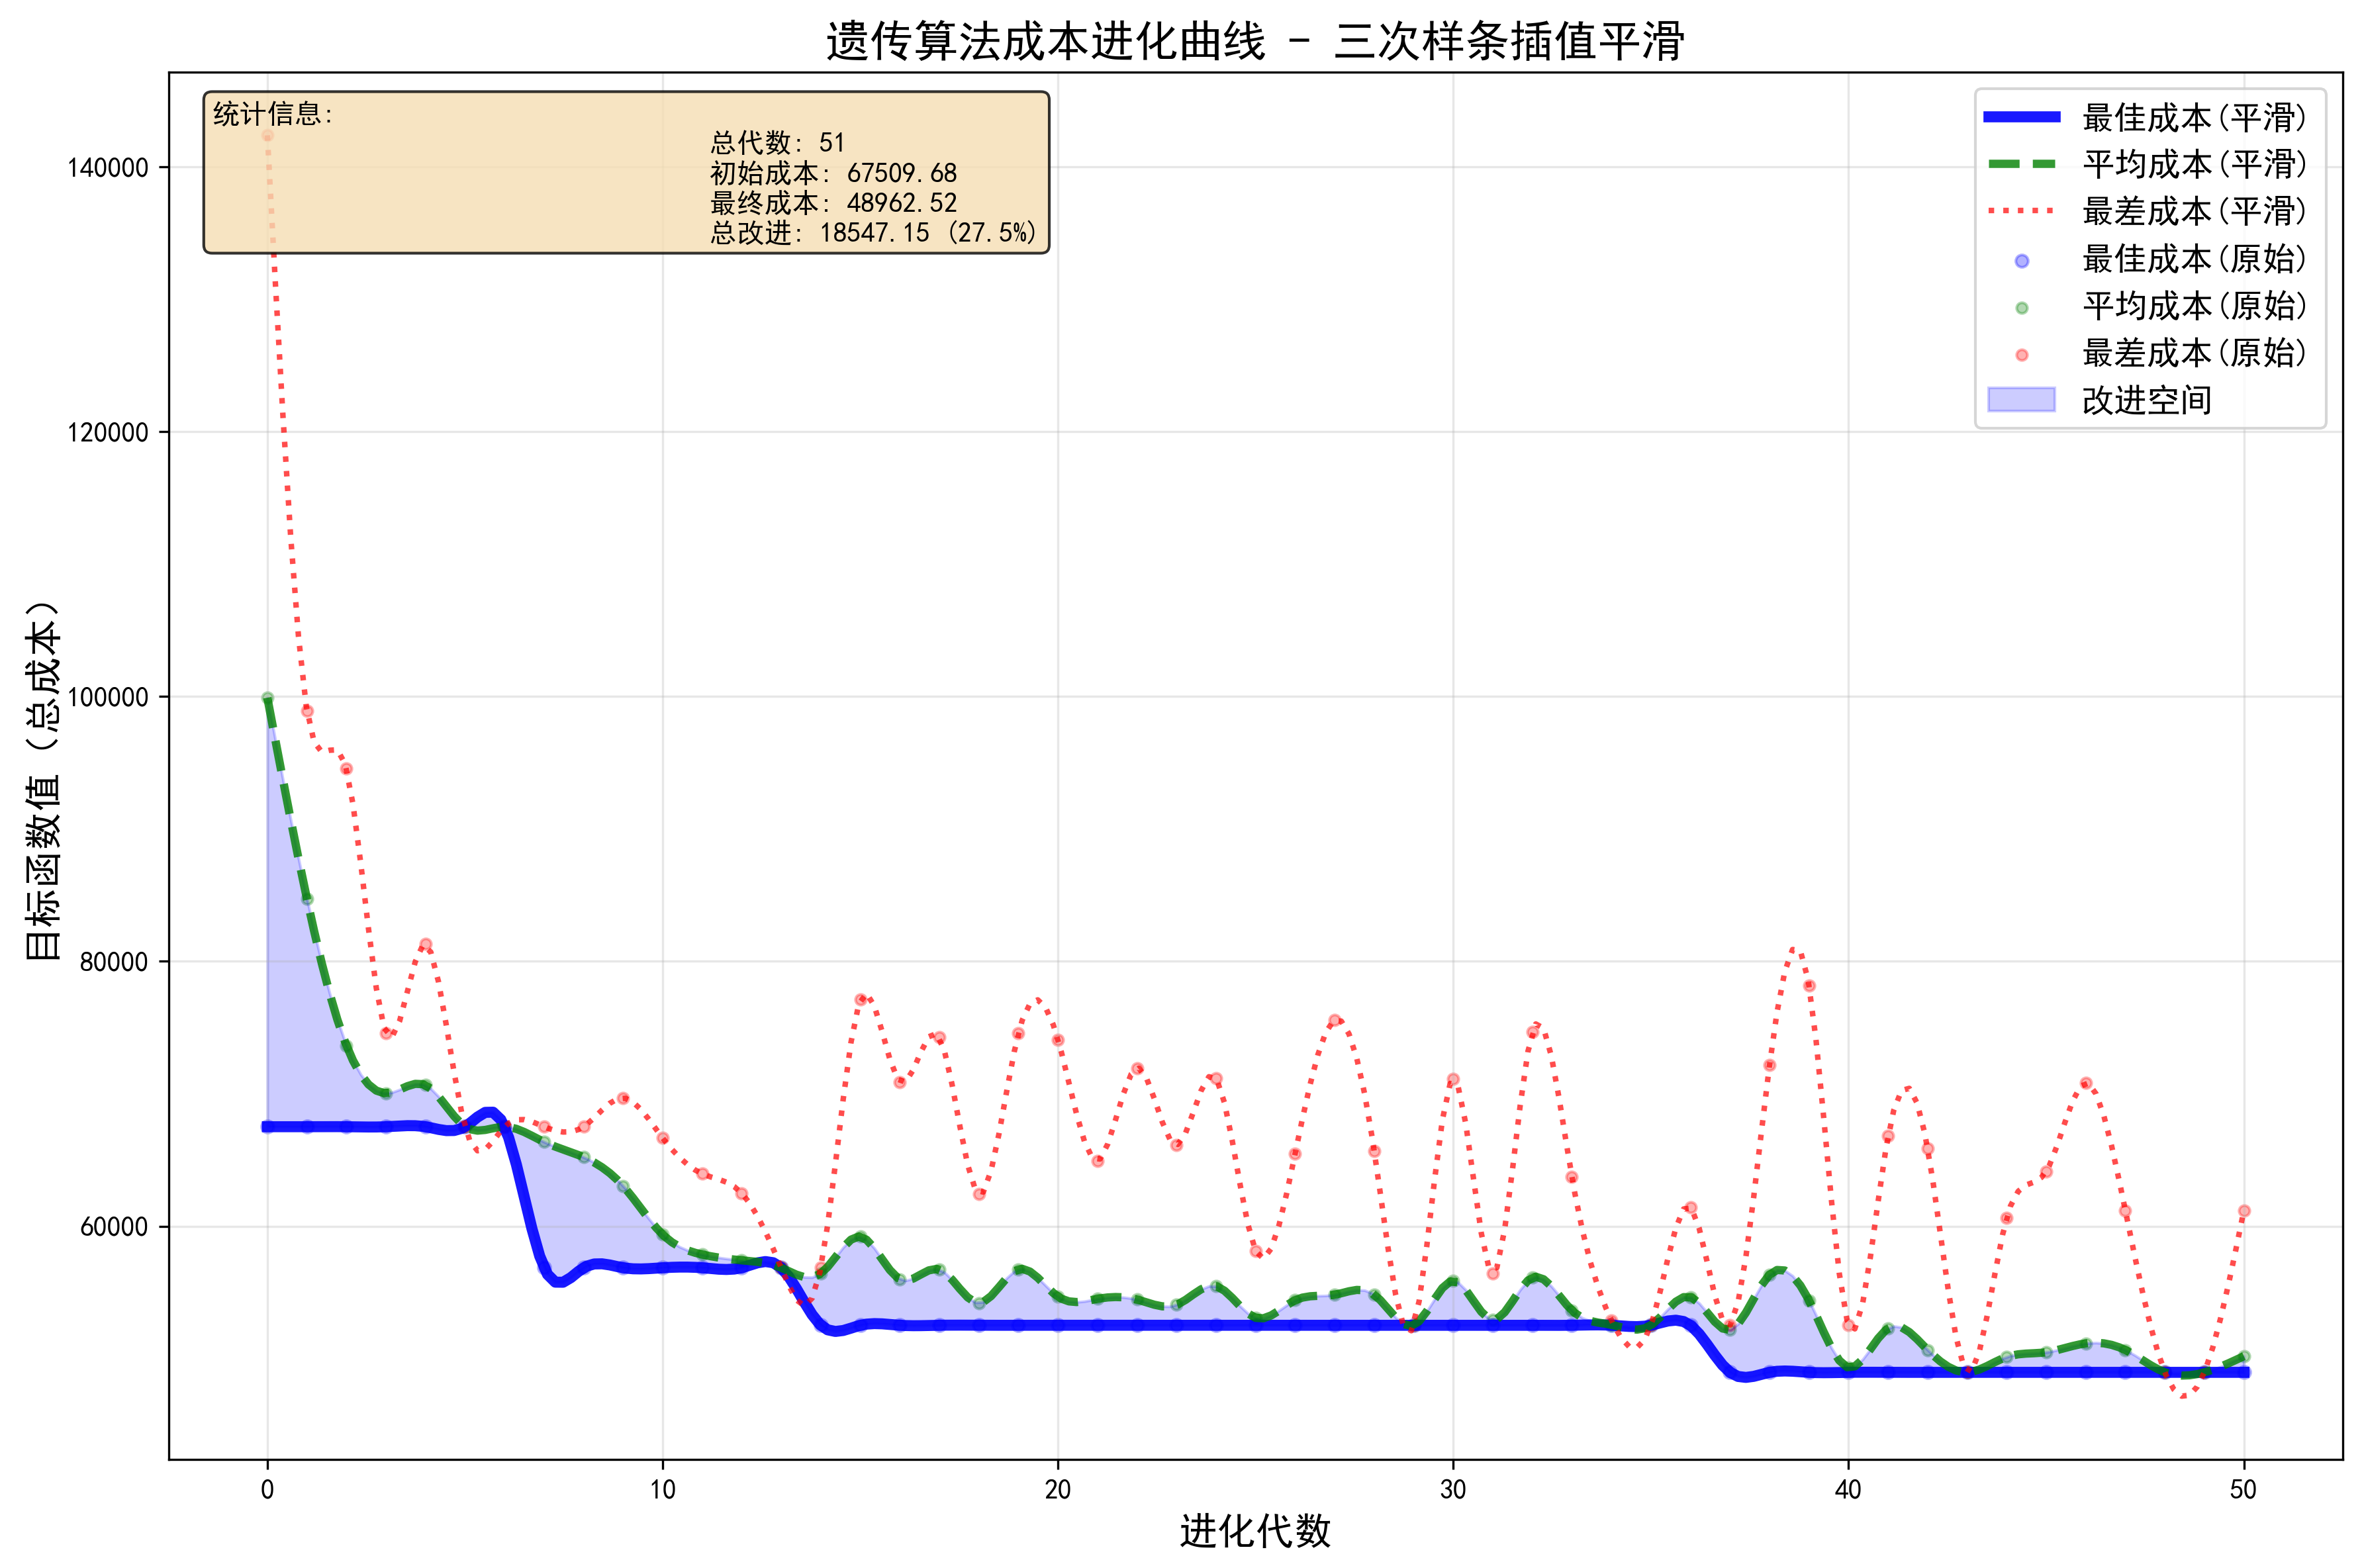 遗传算法成本进化曲线 - 三次样条插值平滑
统计信息:
总代数: 51
初始成本: 67509.68
最终成本: 48962.52
总改进: 18547.15 (27.5%)
最佳成本(平滑)
平均成本(平滑)
最差成本(平滑)
最佳成本(原始)
平均成本(原始)
最差成本(原始)
改进空间
目标函数值（总成本）
140000
120000
100000
80000
60000
0
10
20
30
40
50
进化代数